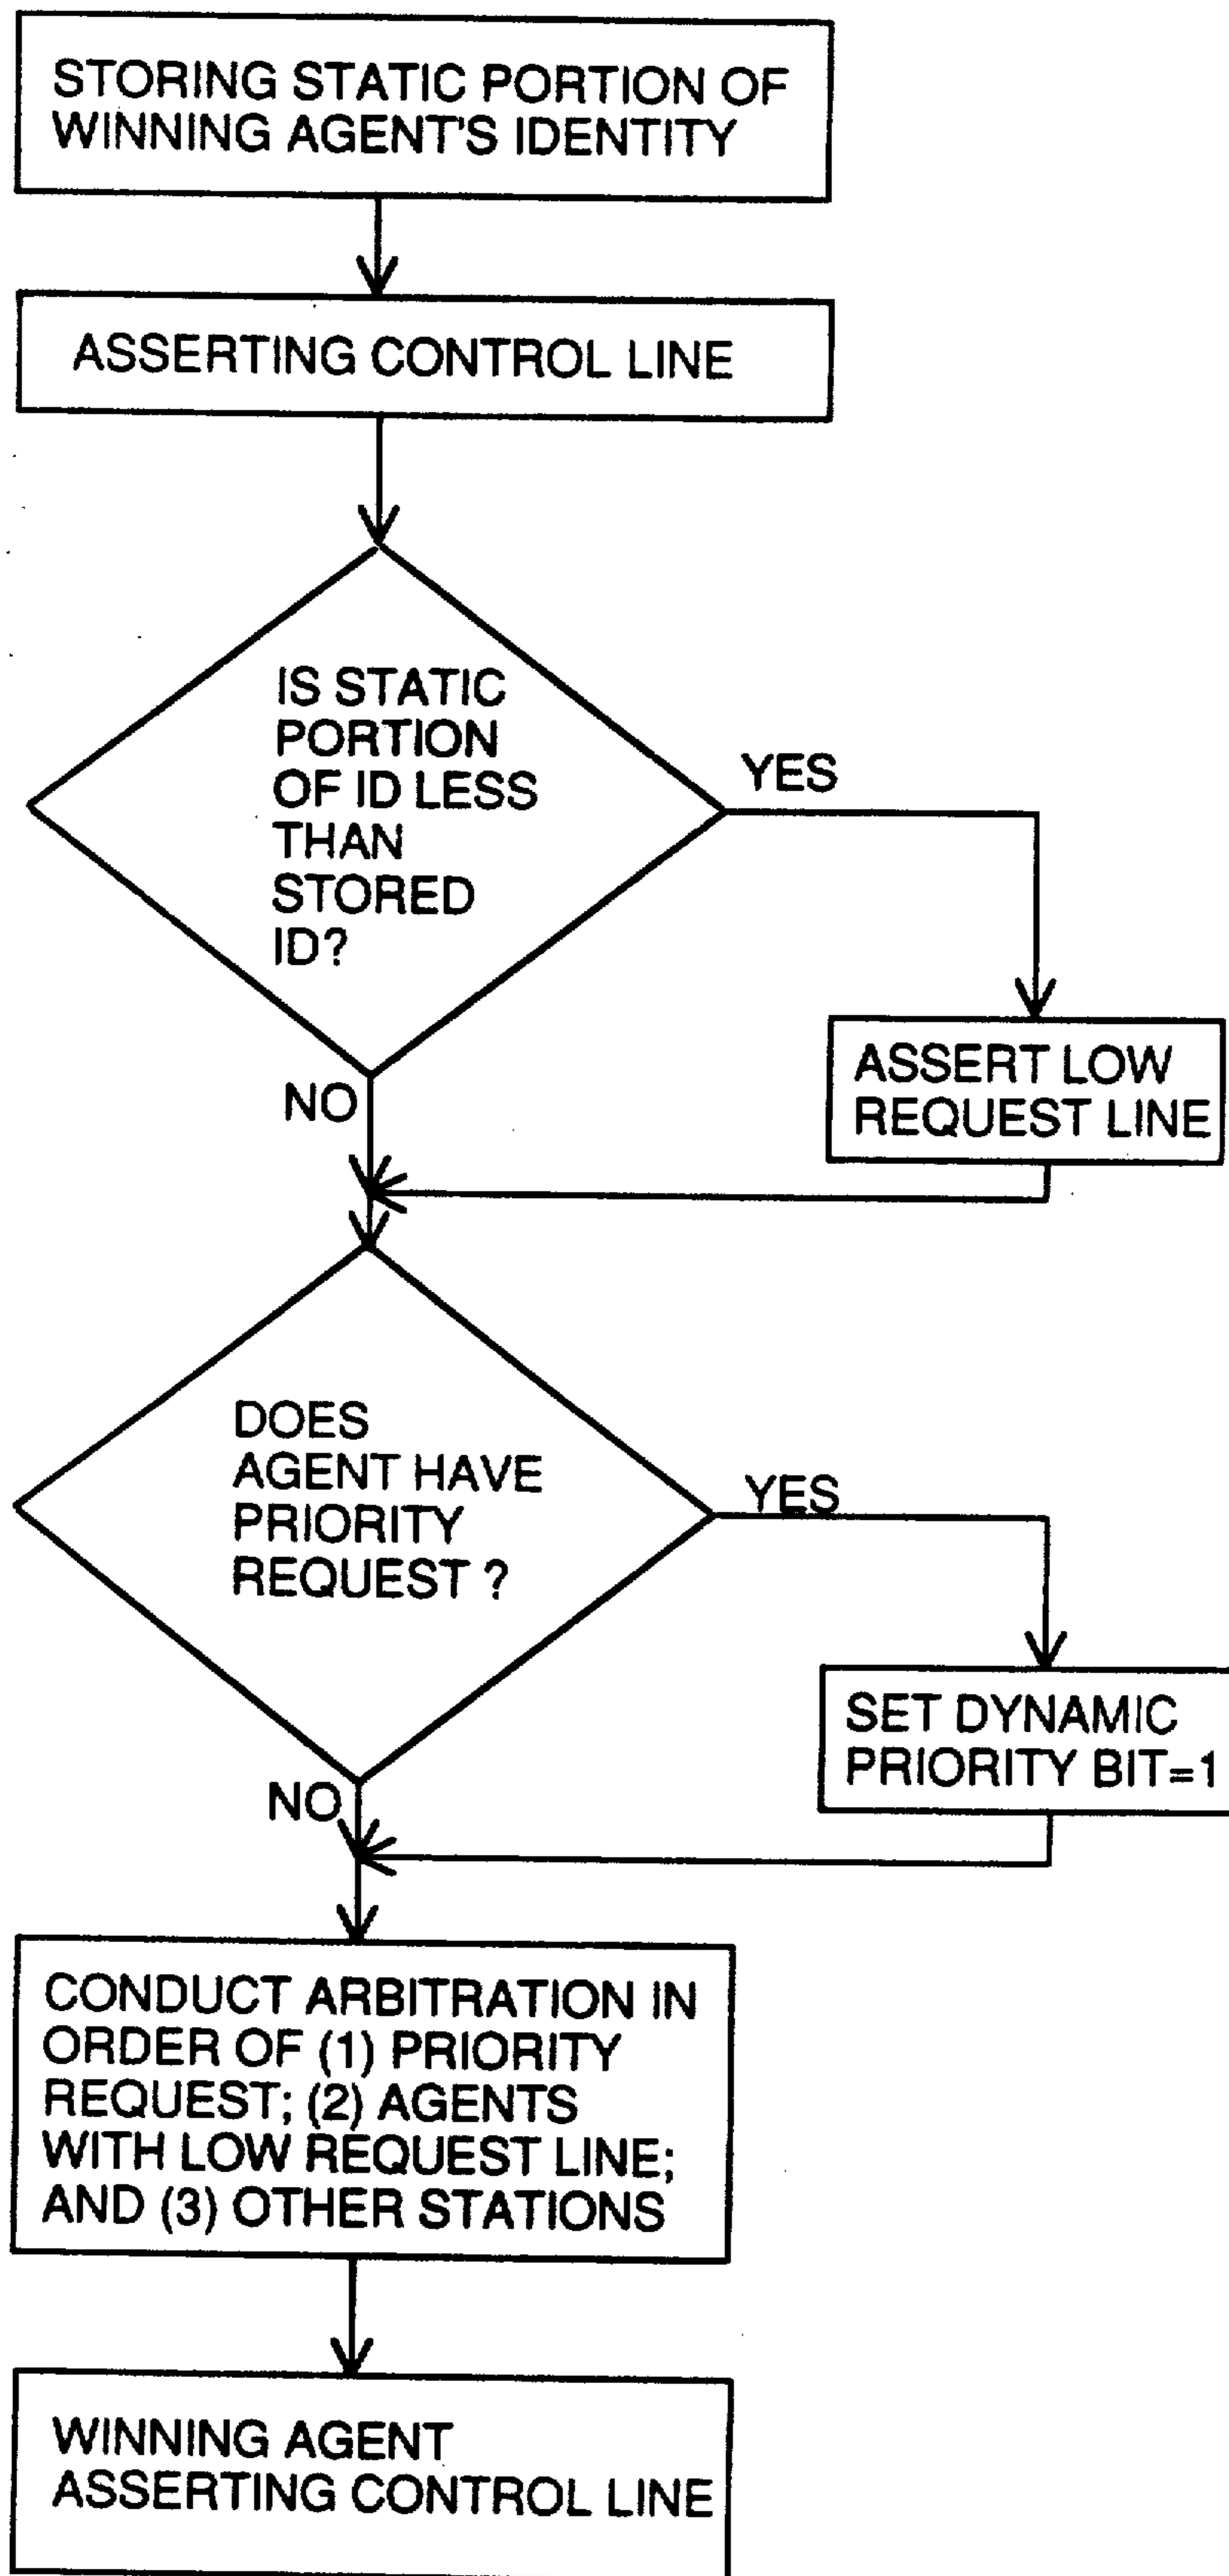 STORING STATIC PORTION OF
WINNING AGENT'S IDENTITY
ASSERTING CONTROL LINE
IS STATIC
PORTION
OF ID LESS
THAN
STORED
ID?
YES
ASSERT LOW
REQUEST LINE
NO
DOES
AGENT HAVE
PRIORITY
REQUEST ?
YES
SET DYNAMIC
PRIORITY BIT=1
NO
CONDUCT ARBITRATION IN
ORDER OF (1) PRIORITY
REQUEST; (2) AGENTS
WITH LOW REQUEST LINE;
AND (3) OTHER STATIONS
WINNING AGENT
ASSERTING CONTROL LINE